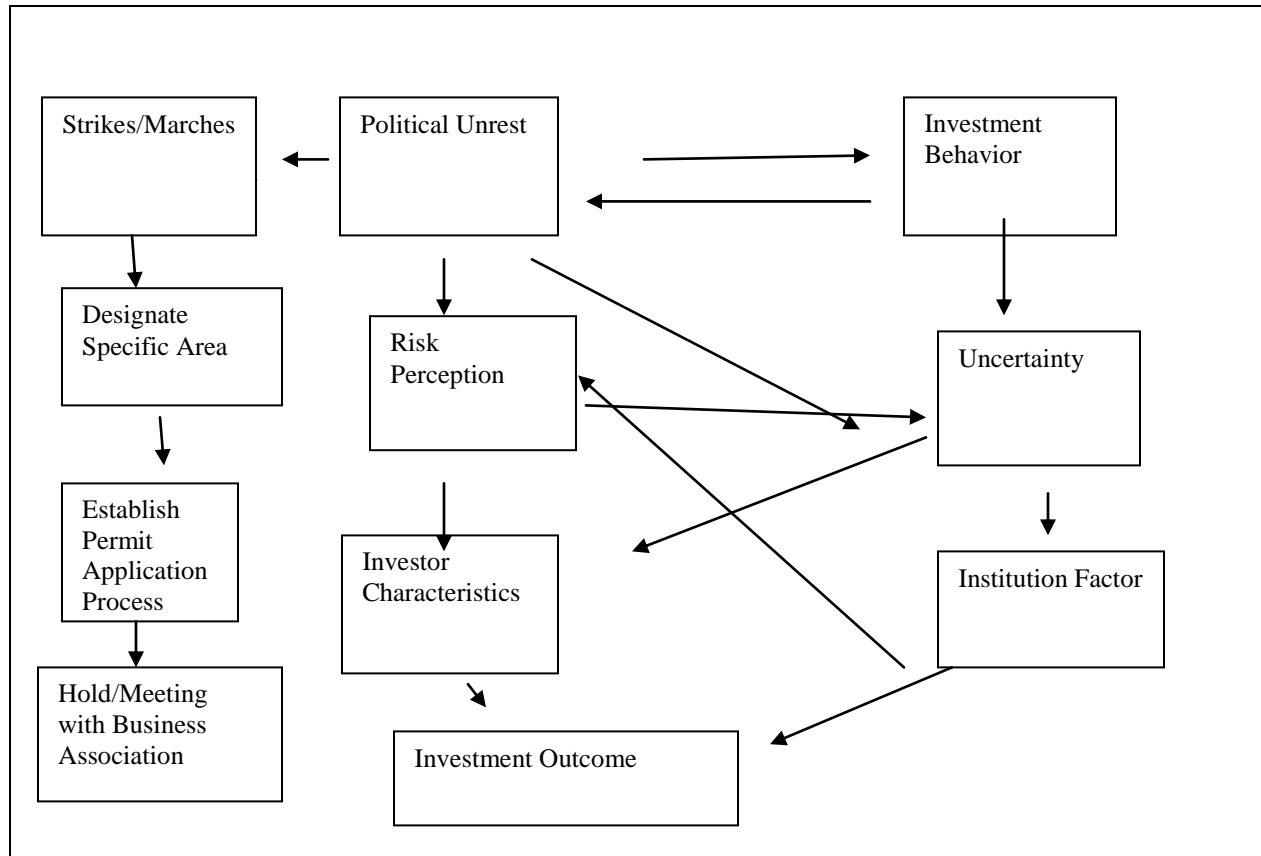 Strikes/Marches
Political Unrest
Investment
Behavior
Designate
Specific Area
Risk
Perception
Uncertainty
Establish
Permit
Application
Process
Investor
Characteristics
Institution Factor
Hold/Meeting
with Business
Association
Investment Outcome